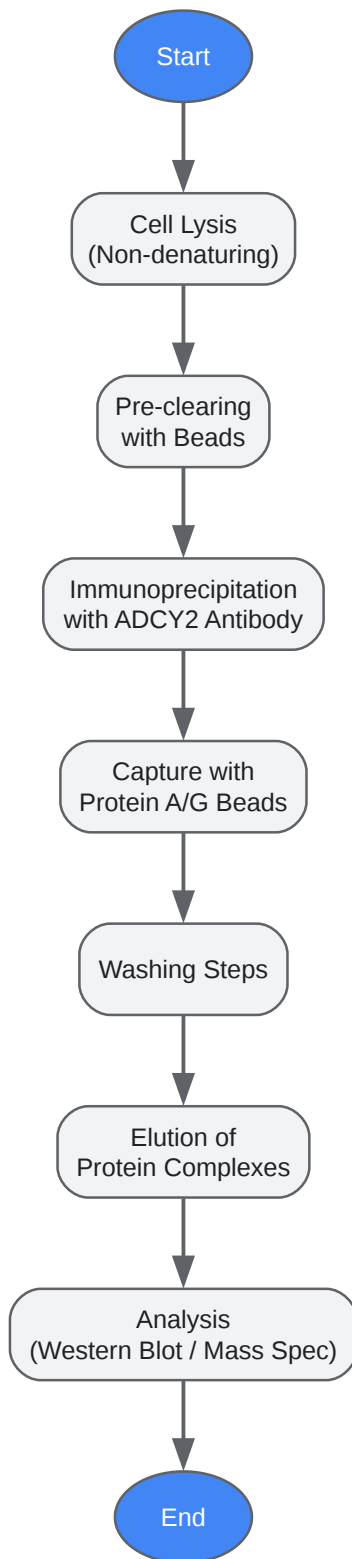 Start
Cell Lysis
(Non-denaturing)
Pre-clearing
with Beads
Immunoprecipitation
with ADCY2 Antibody
Capture with
Protein A/G Beads
Washing Steps
Elution of
Protein Complexes
Analysis
(Western Blot / Mass Spec)
End